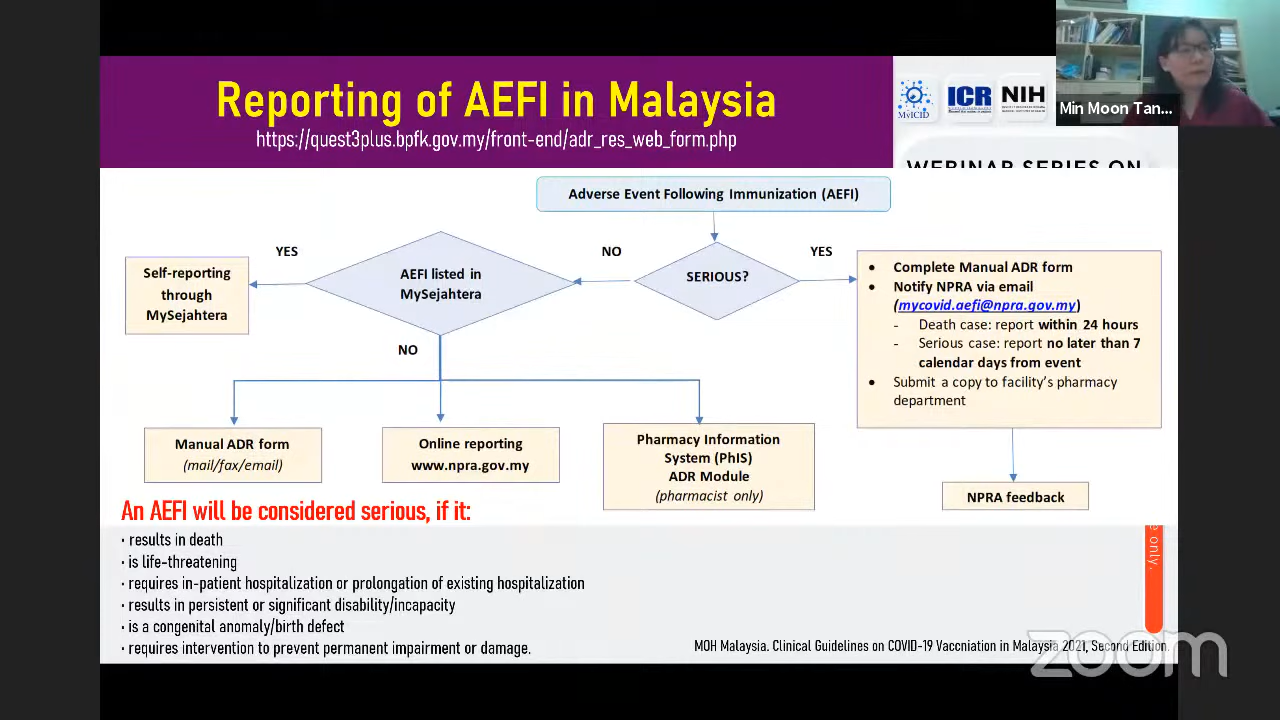 Reporting of AEFI in Malaysia
https://quest3plus.bpfk.gov.my/front-end/adr_res_web_form.php
MyICID
ICR
NIH
Min Moon Tan...
WEBINAR SERIES ON
Adverse Event Following Immunization (AEFI)
SERIOUS?
YES
NO
AEFI listed in
MySejahtera
YES
Self-reporting
through
MySejahtera
NO
• Complete Manual ADR form
• Notify NPRA via email
(mycovid.aefi@npra.gov.my)
- Death case: report within 24 hours
- Serious case: report no later than 7
calendar days from event
• Submit a copy to facility's pharmacy
department
NPRA feedback
Manual ADR form
(mail/fax/email)
Online reporting
www.npra.gov.my
Pharmacy Information
System (PhIS)
ADR Module
(pharmacist only)
An AEFI will be considered serious, if it:
· results in death
· is life-threatening
· requires in-patient hospitalization or prolongation of existing hospitalization
· results in persistent or significant disability/incapacity
· is a congenital anomaly/birth defect
· requires intervention to prevent permanent impairment or damage.
only.
MOH Malaysia. Clinical Guidelines on COVID-19 Vaccniation in Malaysia 2021, Second Edition.
zoom